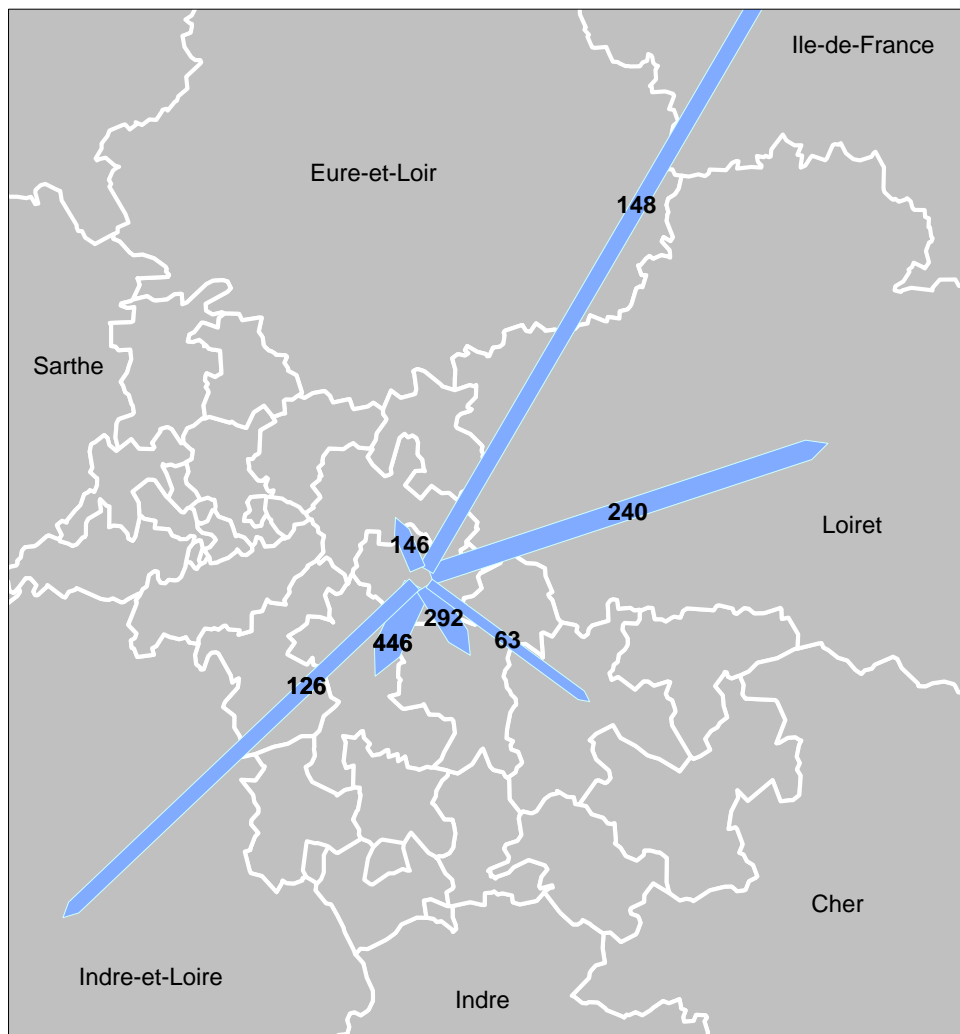 Ile-de-France
Eure-et-Loir
148
Sarthe
240
Loiret
146
292
446
63
126
Cher
Indre-et-Loire
Indre